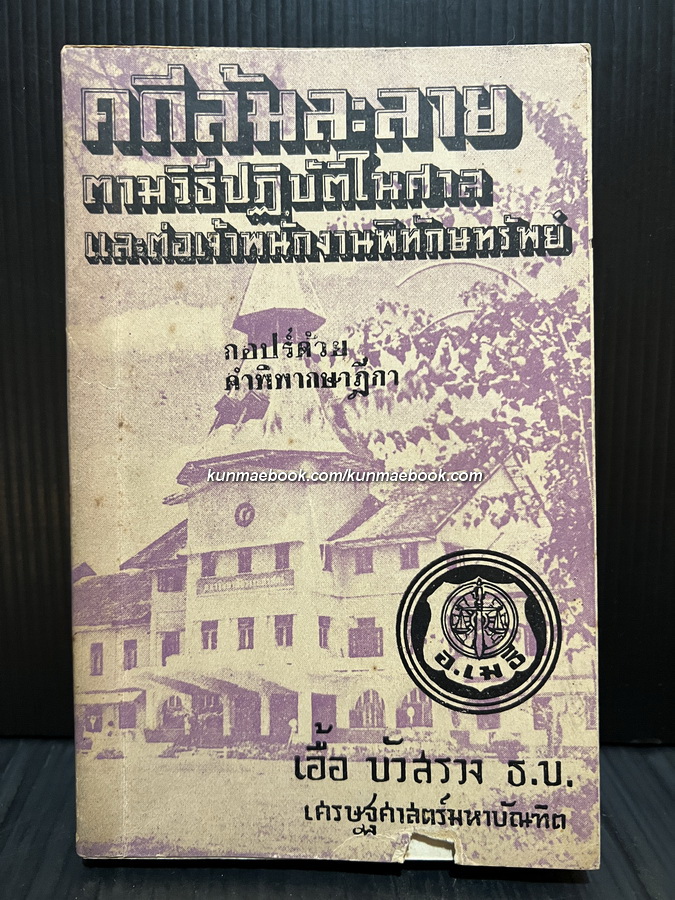 คดีล้มละลาย
ตามวิธีปฏิบัติในศาล
และต่อเจ้าพนักงานพิทักษทรัพย์
กอปร์ด้วย
คำพิพากษาฎีกา
kunmaebook.com/kunmaebook.com
อ.เมธี
เอื้อ บัวสรวง ธ.บ.
เศรษฐศาสตร์มหาบัณฑิต